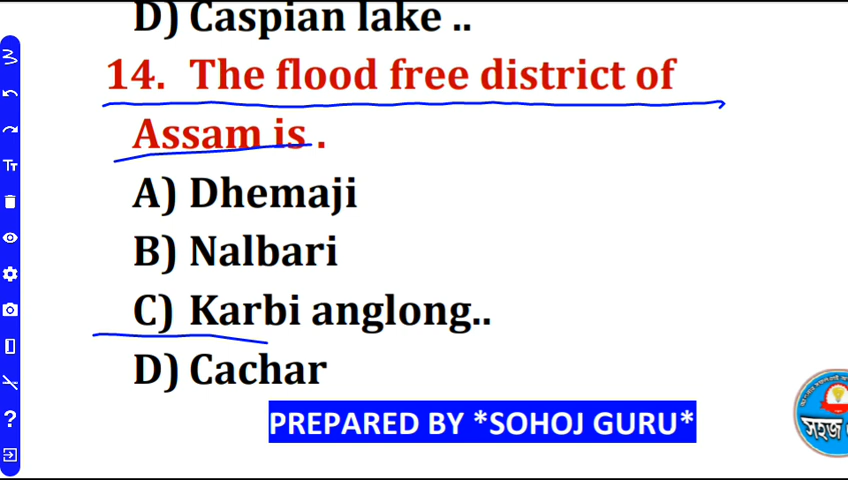 D) Caspian lake ..
14. The flood free district of
Assam is .
A) Dhemaji
B) Nalbari
C) Karbi anglong..
D) Cachar
PREPARED BY *SOHOJ GURU*
সহজ